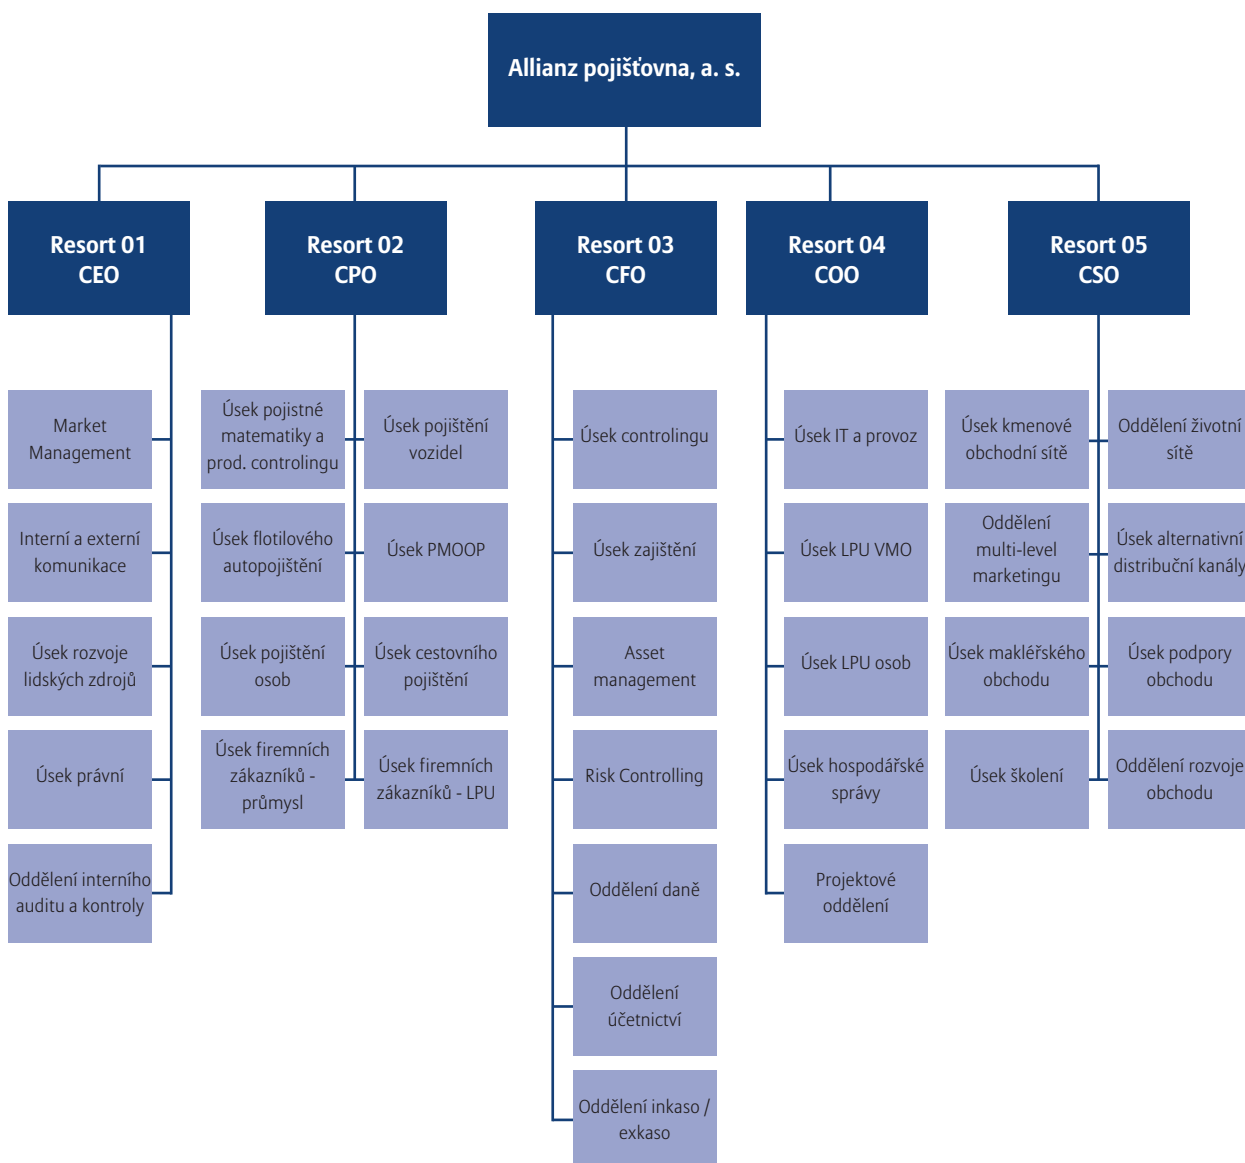 Allianz pojišťovna, a. s.
Resort 01
CEO
Resort 02
CPO
Resort 03
CFO
Resort 04
COO
Resort 05
CSO
Market
Management
Interní a externí
komunikace
Úsek rozvoje
lidských zdrojů
Úsek právní
Oddělení interního
auditu a kontroly
Úsek pojistné
matematiky a
prod. controlingu
Úsek pojištění
vozidel
Úsek flotilového
autopojištění
Úsek PMOOP
Úsek pojištění
osob
Úsek cestovního
pojištění
Úsek firemních
zákazníků -
průmysl
Úsek firemních
zákazníků - LPU
Úsek controlingu
Úsek zajištění
Asset
management
Risk Controlling
Oddělení daně
Oddělení
účetnictví
Oddělení inkaso /
exkaso
Úsek IT a provoz
Úsek LPU VMO
Úsek LPU osob
Úsek hospodářské
správy
Projektové
oddělení
Úsek kmenové
obchodní sítě
Oddělení životní
sítě
Oddělení
multi-level
marketingu
Úsek alternativní
distribuční kanály
Úsek makléřského
obchodu
Úsek podpory
obchodu
Úsek školení
Oddělení rozvoje
obchodu